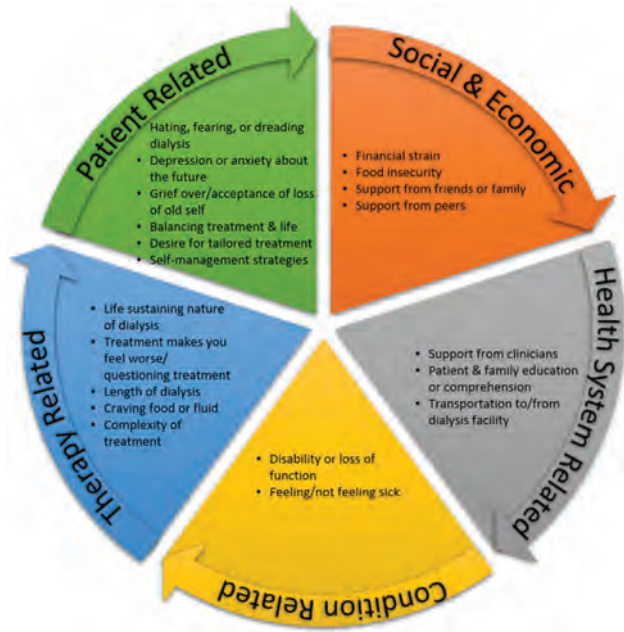 Patient Related
Hating, fearing, or dreading
dialysis
• Depression or anxiety about
the future
• Grief over/acceptance of loss
of old self
• Balancing treatment & life
• Desire for tailored treatment
• Self-management strategies
Social & Economic
• Financial strain
• Food insecurity
• Support from friends or family
• Support from peers
Health System Related
• Support from clinicians
• Patient & family education
or comprehension
• Transportation to/from
dialysis facility
Condition Related
• Disability or loss of
function
• Feeling/not feeling sick
Therapy Related
• Life sustaining nature
of dialysis
• Treatment makes you
feel worse/
questioning treatment
• Length of dialysis
• Craving food or fluid
• Complexity of
treatment